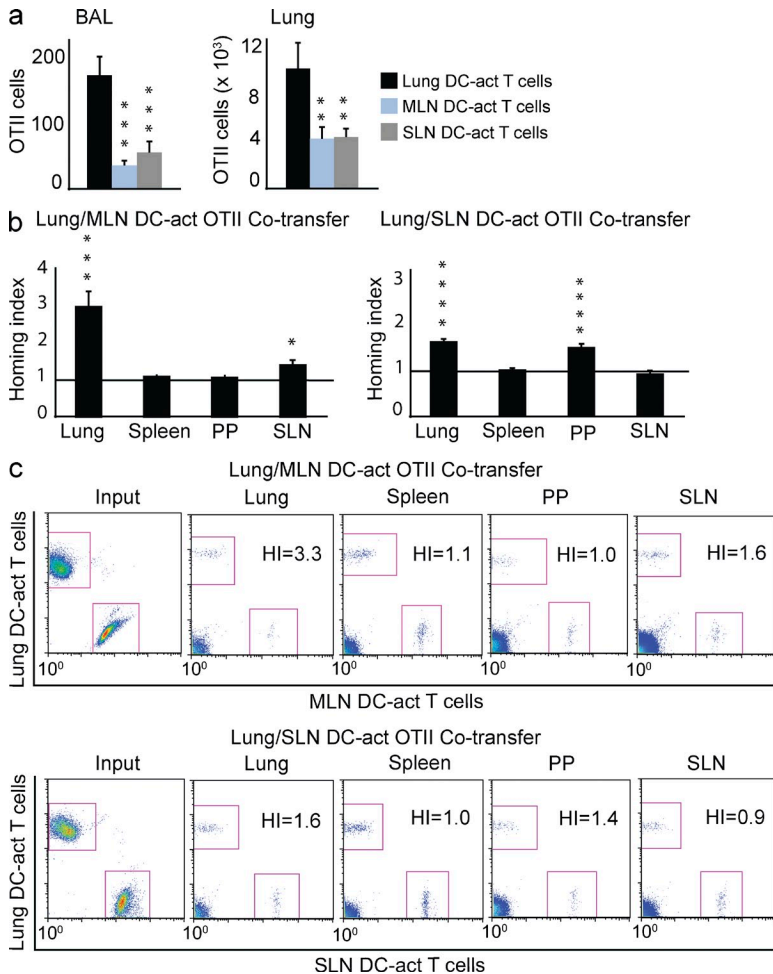 a
BAL
Lung
OTII cells
200
100
0
* * *
* * *
OTII cells (x 10³)
12
8
4
0
* *
* *
Lung DC-act T cells
MLN DC-act T cells
SLN DC-act T cells
b
Lung/MLN DC-act OTII Co-transfer
Homing index
4
3
2
1
0
* * *
*
Lung Spleen PP SLN
Lung/SLN DC-act OTII Co-transfer
Homing index
3
2
1
0
* * * *
* * * *
Lung Spleen PP SLN
c
Lung/MLN DC-act OTII Co-transfer
Input Lung Spleen PP SLN
Lung DC-act T cells
HI=3.3 HI=1.1 HI=1.0 HI=1.6
10⁰ 10⁰ 10⁰ 10⁰ 10⁰
MLN DC-act T cells
Lung/SLN DC-act OTII Co-transfer
Input Lung Spleen PP SLN
Lung DC-act T cells
HI=1.6 HI=1.0 HI=1.4 HI=0.9
10⁰ 10⁰ 10⁰ 10⁰ 10⁰
SLN DC-act T cells